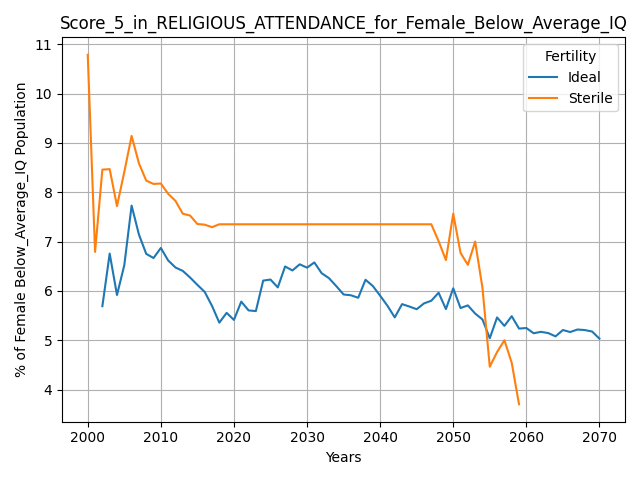 Score_5_in_RELIGIOUS_ATTENDANCE_for_Female_Below_Average_IQ
Fertility
Ideal
Sterile
% of Female Below_Average_IQ Population
11
10
9
8
7
6
5
4
2000 2010 2020 2030 2040 2050 2060 2070
Years